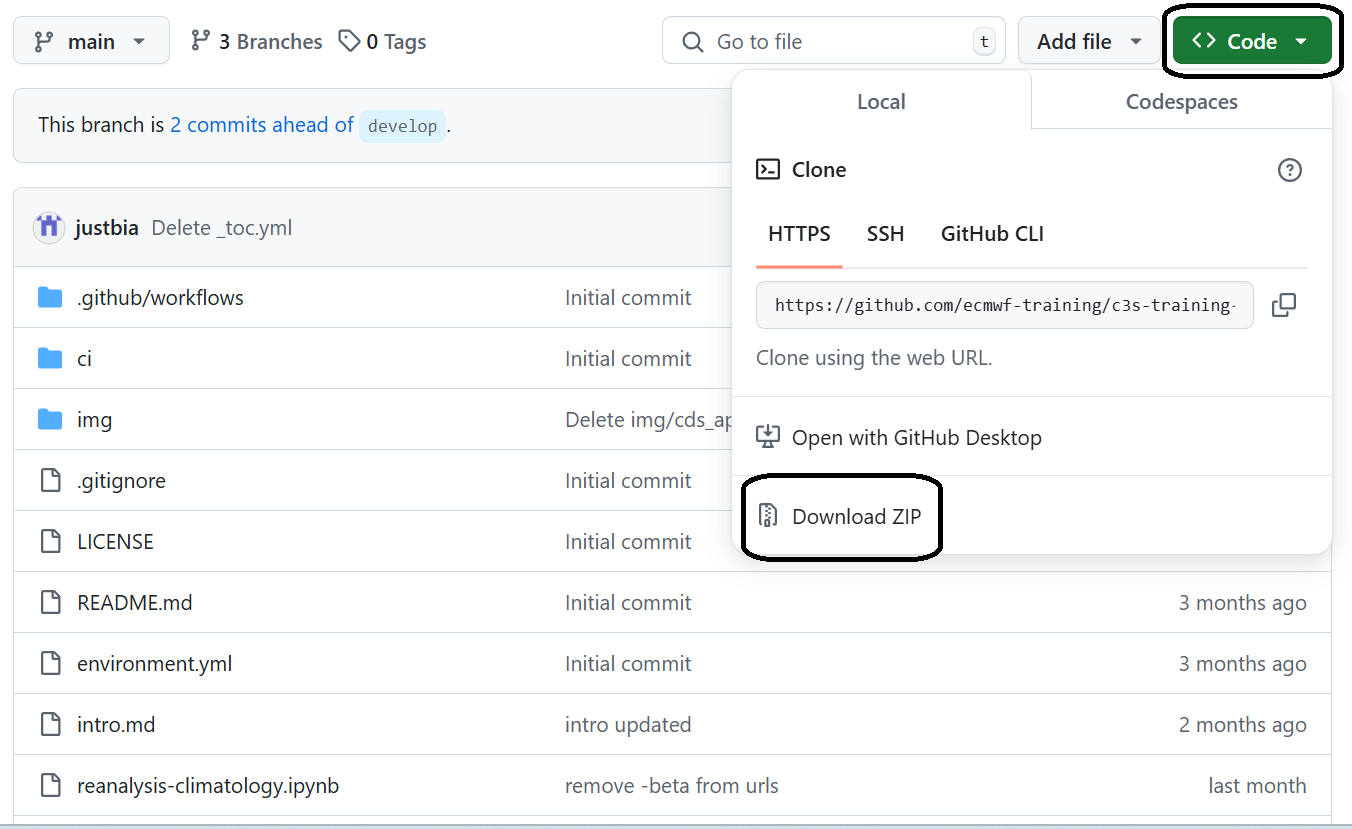 main 3 Branches 0 Tags Go to file t Add file Code
Local Codespaces
This branch is 2 commits ahead of develop.
Clone
justbia Delete _toc.yml
HTTPS SSH GitHub CLI
.github/workflows Initial commit
https://github.com/ecmwf-training/c3s-training-
ci Initial commit
Clone using the web URL.
img Delete img/cds_ap
Open with GitHub Desktop
.gitignore Initial commit
Download ZIP
LICENSE Initial commit
README.md Initial commit 3 months ago
environment.yml Initial commit 3 months ago
intro.md intro updated 2 months ago
reanalysis-climatology.ipynb remove -beta from urls last month